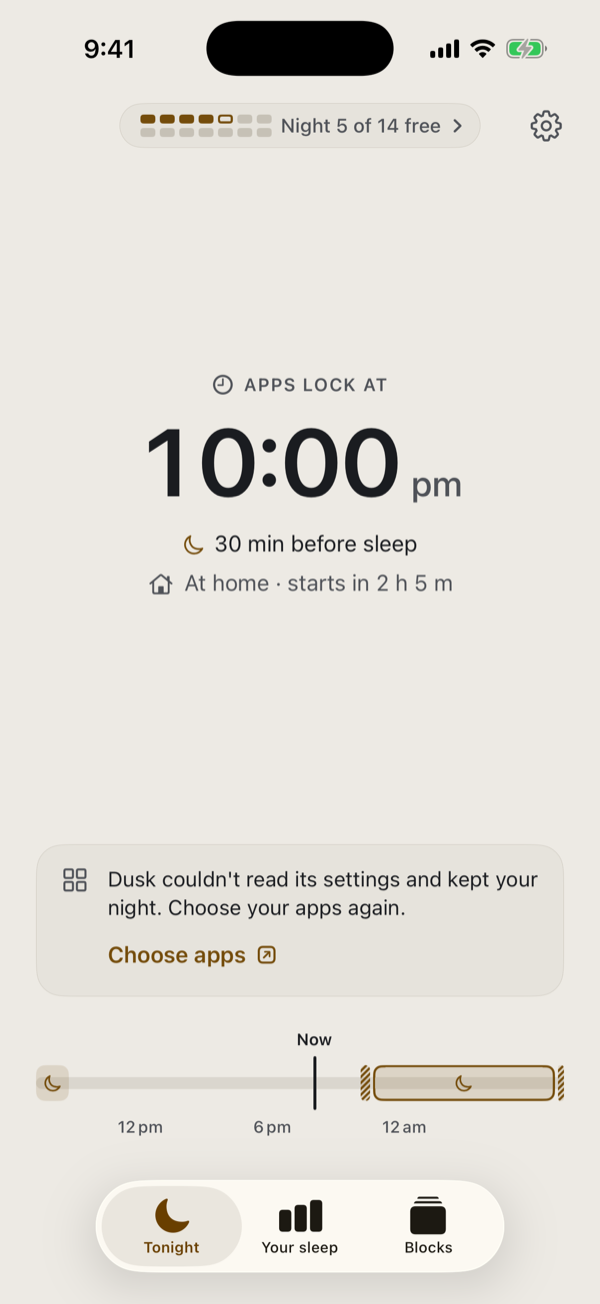 9:41
Night 5 of 14 free
APPS LOCK AT
10:00 pm
30 min before sleep
At home · starts in 2 h 5 m
Dusk couldn't read its settings and kept your
night. Choose your apps again.
Choose apps
Now
12 pm 6 pm 12 am
Tonight Your sleep Blocks